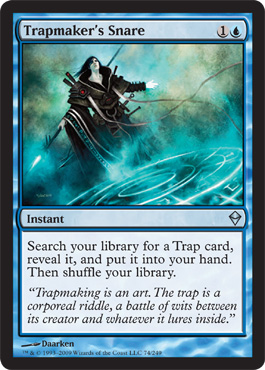 Trapmaker's Snare 1
Instant
Search your library for a Trap card,
reveal it, and put it into your hand.
Then shuffle your library.
“Trapmaking is an art. The trap is a
corporeal riddle, a battle of wits between
its creator and whatever it lures inside.”
Daarken
™ & © 1993–2009 Wizards of the Coast LLC 74/249